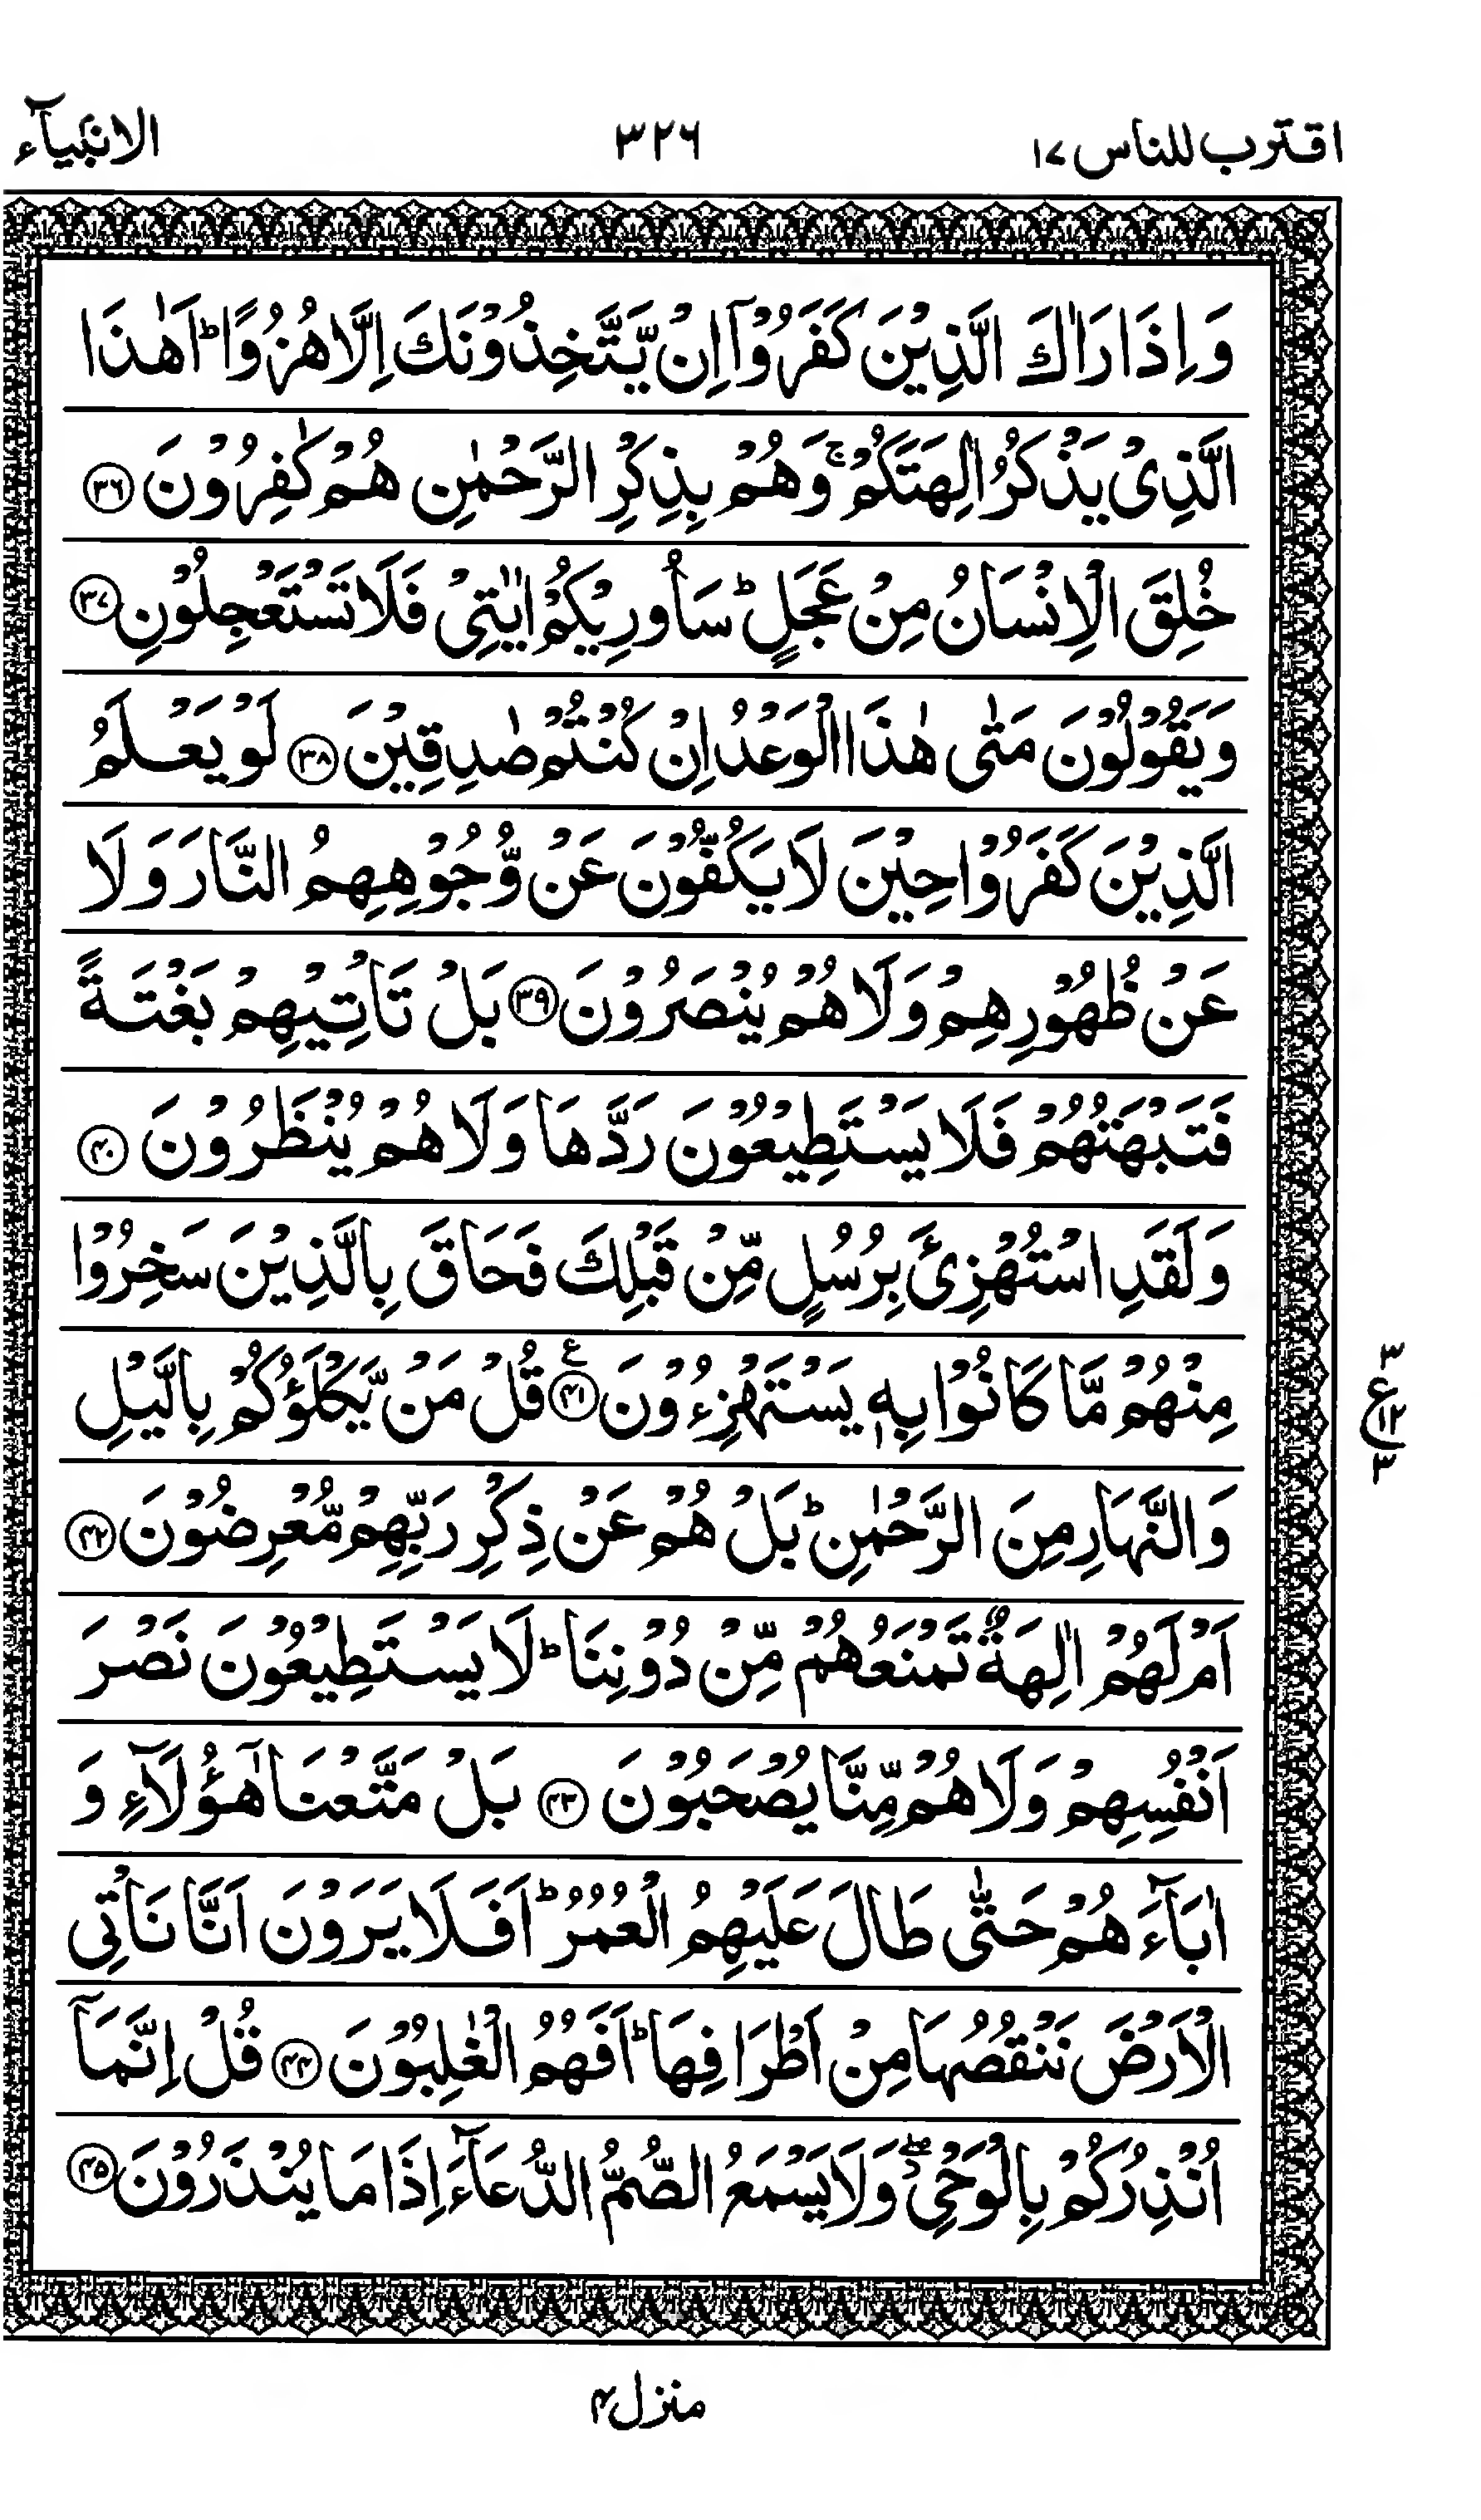 اقترب للناس ١٧
٣٢٦
الانبیآء
وَ اِذَا رَاٰكَ الَّذِيْنَ كَفَرُوْۤا اِنْ يَّتَّخِذُوْنَكَ اِلَّا هُزُوًا ؕ اَهٰذَا
الَّذِيْ يَذْكُرُ اٰلِهَتَكُمْ ۚ وَ هُمْ بِذِكْرِ الرَّحْمٰنِ هُمْ كٰفِرُوْنَ ﴿٣٦﴾
خُلِقَ الْاِنْسَانُ مِنْ عَجَلٍ ؕ سَاُورِيْكُمْ اٰيٰتِيْ فَلَا تَسْتَعْجِلُوْنِ ﴿٣٧﴾
وَ يَقُوْلُوْنَ مَتٰى هٰذَا الْوَعْدُ اِنْ كُنْتُمْ صٰدِقِيْنَ ﴿٣٨﴾ لَوْ يَعْلَمُ
الَّذِيْنَ كَفَرُوْا حِيْنَ لَا يَكُفُّوْنَ عَنْ وُّجُوْهِهِمُ النَّارَ وَ لَا
عَنْ ظُهُوْرِهِمْ وَ لَا هُمْ يُنْصَرُوْنَ ﴿٣٩﴾ بَلْ تَاْتِيْهِمْ بَغْتَةً
فَتَبْهَتُهُمْ فَلَا يَسْتَطِيْعُوْنَ رَدَّهَا وَ لَا هُمْ يُنْظَرُوْنَ ﴿٤٠﴾
وَ لَقَدِ اسْتُهْزِئَ بِرُسُلٍ مِّنْ قَبْلِكَ فَحَاقَ بِالَّذِيْنَ سَخِرُوْا
مِنْهُمْ مَّا كَانُوْا بِهٖ يَسْتَهْزِءُوْنَ ﴿٤١﴾ ع قُلْ مَنْ يَّكْلَؤُكُمْ بِالَّيْلِ
٣
ع ١٢
٣
وَ النَّهَارِ مِنَ الرَّحْمٰنِ ؕ بَلْ هُمْ عَنْ ذِكْرِ رَبِّهِمْ مُّعْرِضُوْنَ ﴿٤٢﴾
اَمْ لَهُمْ اٰلِهَةٌ تَمْنَعُهُمْ مِّنْ دُوْنِنَا ؕ لَا يَسْتَطِيْعُوْنَ نَصْرَ
اَنْفُسِهِمْ وَ لَا هُمْ مِّنَّا يُصْحَبُوْنَ ﴿٤٣﴾ بَلْ مَتَّعْنَا هٰۤؤُلَآءِ وَ
اٰبَآءَهُمْ حَتّٰى طَالَ عَلَيْهِمُ الْعُمُرُ ؕ اَفَلَا يَرَوْنَ اَنَّا نَاْتِي
الْاَرْضَ نَنْقُصُهَا مِنْ اَطْرَافِهَا ؕ اَفَهُمُ الْغٰلِبُوْنَ ﴿٤٤﴾ قُلْ اِنَّمَاۤ
اُنْذِرُكُمْ بِالْوَحْيِ ۖ وَ لَا يَسْمَعُ الصُّمُّ الدُّعَآءَ اِذَا مَا يُنْذَرُوْنَ ﴿٤٥﴾
منزل ٤